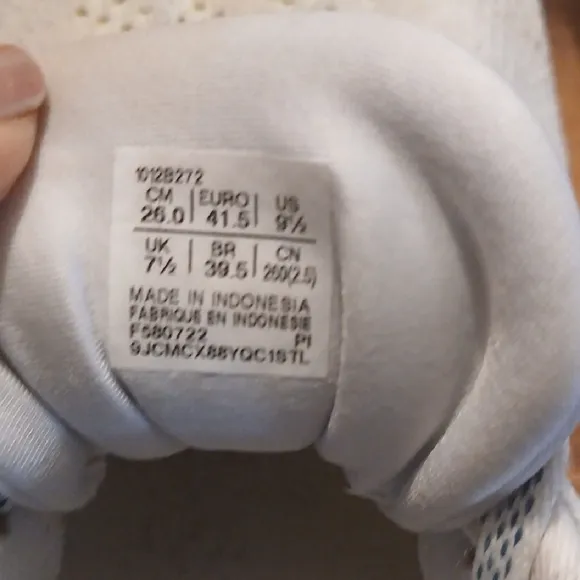 1012B272
CM | EURO | US
26.0 | 41.5 | 9½
UK | BR | CN
7½ | 39.5 | 260(2.5)
MADE IN INDONESIA
FABRIQUE EN INDONESIE
F580722 PI
9JCMCX88YQC1STL